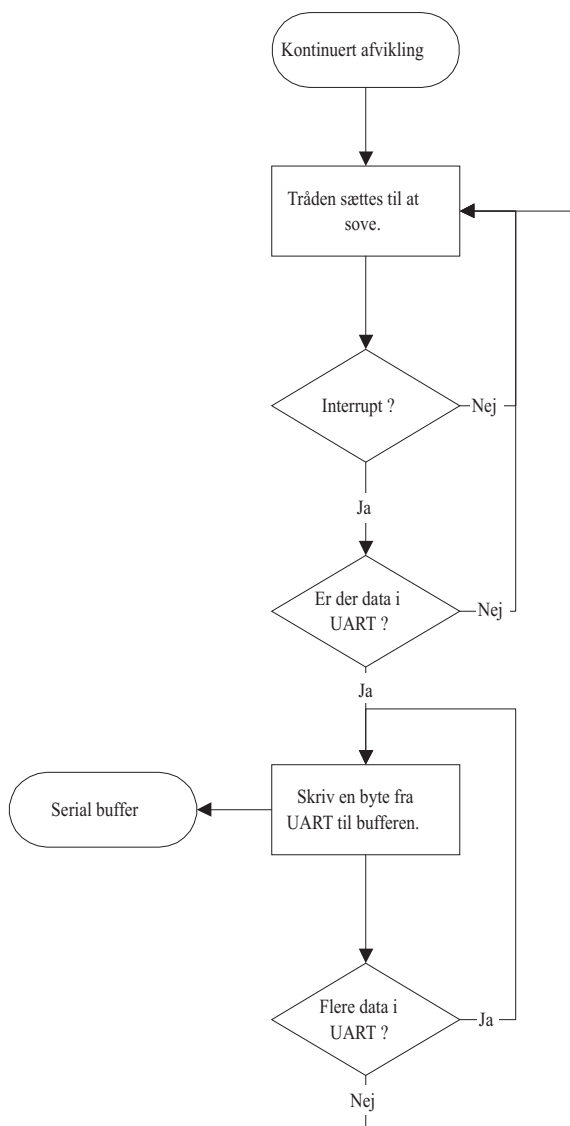 Kontinuert afvikling
Tråden sættes til at
sove.
Interrupt ?
Nej
Ja
Er der data i
UART ?
Nej
Ja
Serial buffer
Skriv en byte fra
UART til bufferen.
Flere data i
UART ?
Ja
Nej